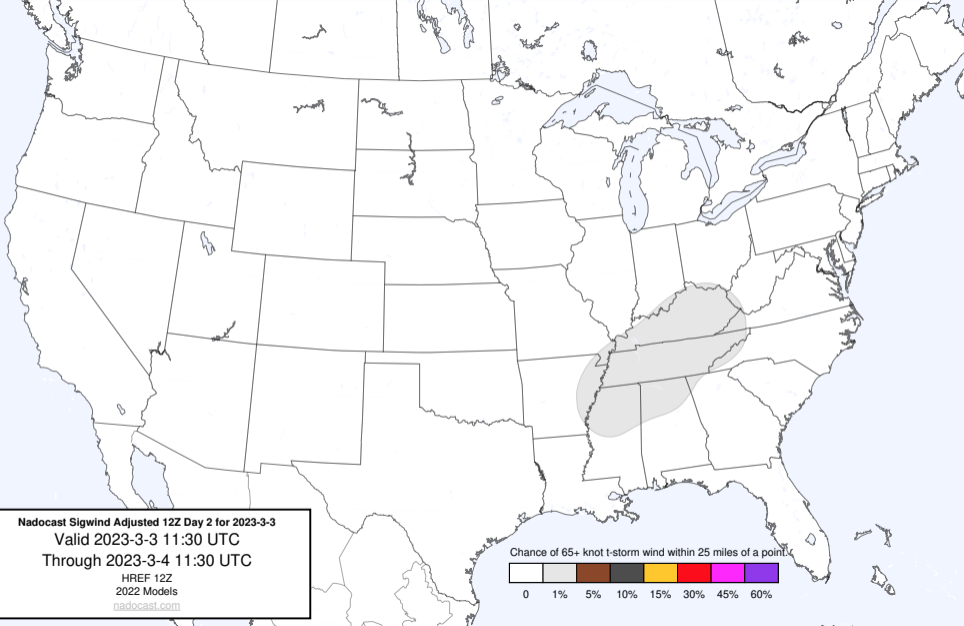 Nadocast Sigwind Adjusted 12Z Day 2 for 2023-3-3
Valid 2023-3-3 11:30 UTC
Through 2023-3-4 11:30 UTC
HREF 12Z
2022 Models
nadocast.com
Chance of 65+ knot t-storm wind within 25 miles of a point.
0 1% 5% 10% 15% 30% 45% 60%